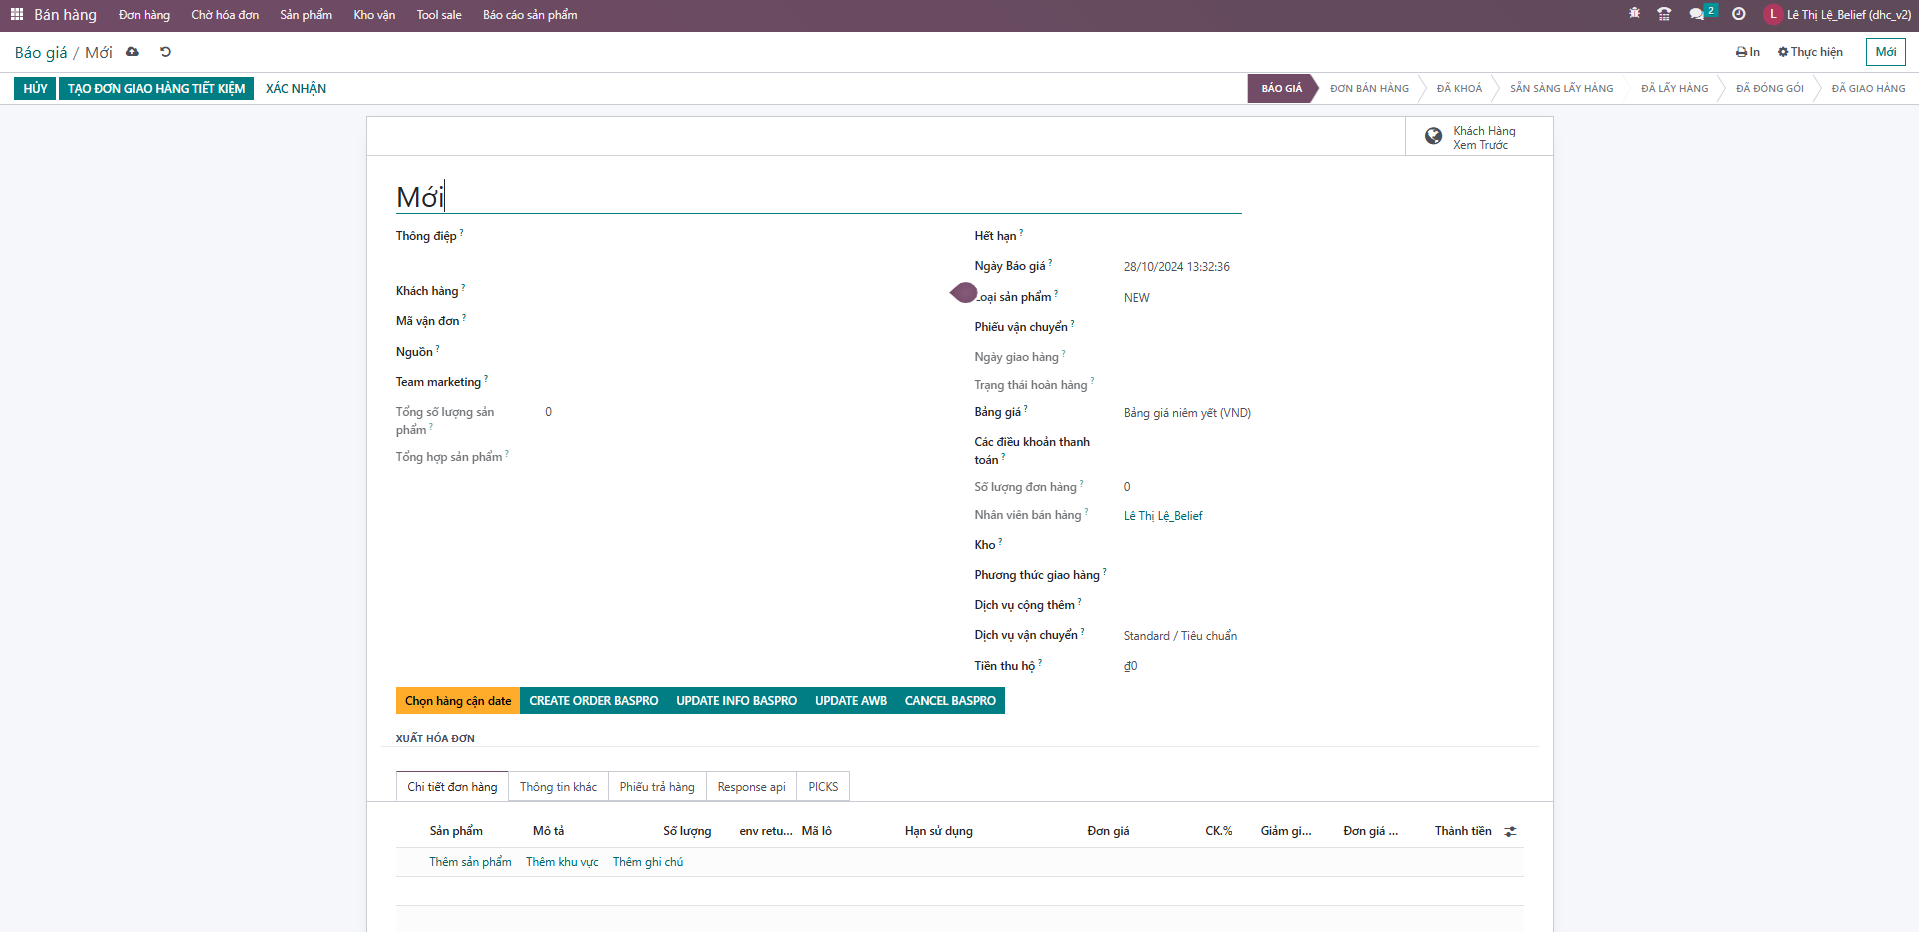 Bán hàng Đơn hàng Chờ hóa đơn Sản phẩm Kho vận Tool sale Báo cáo sản phẩm 2 L Lê Thị Lệ_Belief (dhc_v2)
Báo giá / Mới In Thực hiện Mới
HỦY TẠO ĐƠN GIAO HÀNG TIẾT KIỆM XÁC NHẬN BÁO GIÁ ĐƠN BÁN HÀNG ĐÃ KHOÁ SẴN SÀNG LẤY HÀNG ĐÃ LẤY HÀNG ĐÃ ĐÓNG GÓI ĐÃ GIAO HÀNG
Khách Hàng
Xem Trước
Mới
Thông điệp ?
Khách hàng ?
Mã vận đơn ?
Nguồn ?
Team marketing ?
Tổng số lượng sản
phẩm ? 0
Tổng hợp sản phẩm ?
Hết hạn ?
Ngày Báo giá ? 28/10/2024 13:32:36
Loại sản phẩm ? NEW
Phiếu vận chuyển ?
Ngày giao hàng ?
Trạng thái hoàn hàng ?
Bảng giá ? Bảng giá niêm yết (VND)
Các điều khoản thanh
toán ?
Số lượng đơn hàng ? 0
Nhân viên bán hàng ? Lê Thị Lệ_Belief
Kho ?
Phương thức giao hàng ?
Dịch vụ cộng thêm ?
Dịch vụ vận chuyển ? Standard / Tiêu chuẩn
Tiền thu hộ ? ₫0
Chọn hàng cận date CREATE ORDER BASPRO UPDATE INFO BASPRO UPDATE AWB CANCEL BASPRO
XUẤT HÓA ĐƠN
Chi tiết đơn hàng Thông tin khác Phiếu trả hàng Response api PICKS
Sản phẩm Mô tả Số lượng env retu... Mã lô Hạn sử dụng Đơn giá CK.% Giảm gi... Đơn giá ... Thành tiền
Thêm sản phẩm Thêm khu vực Thêm ghi chú